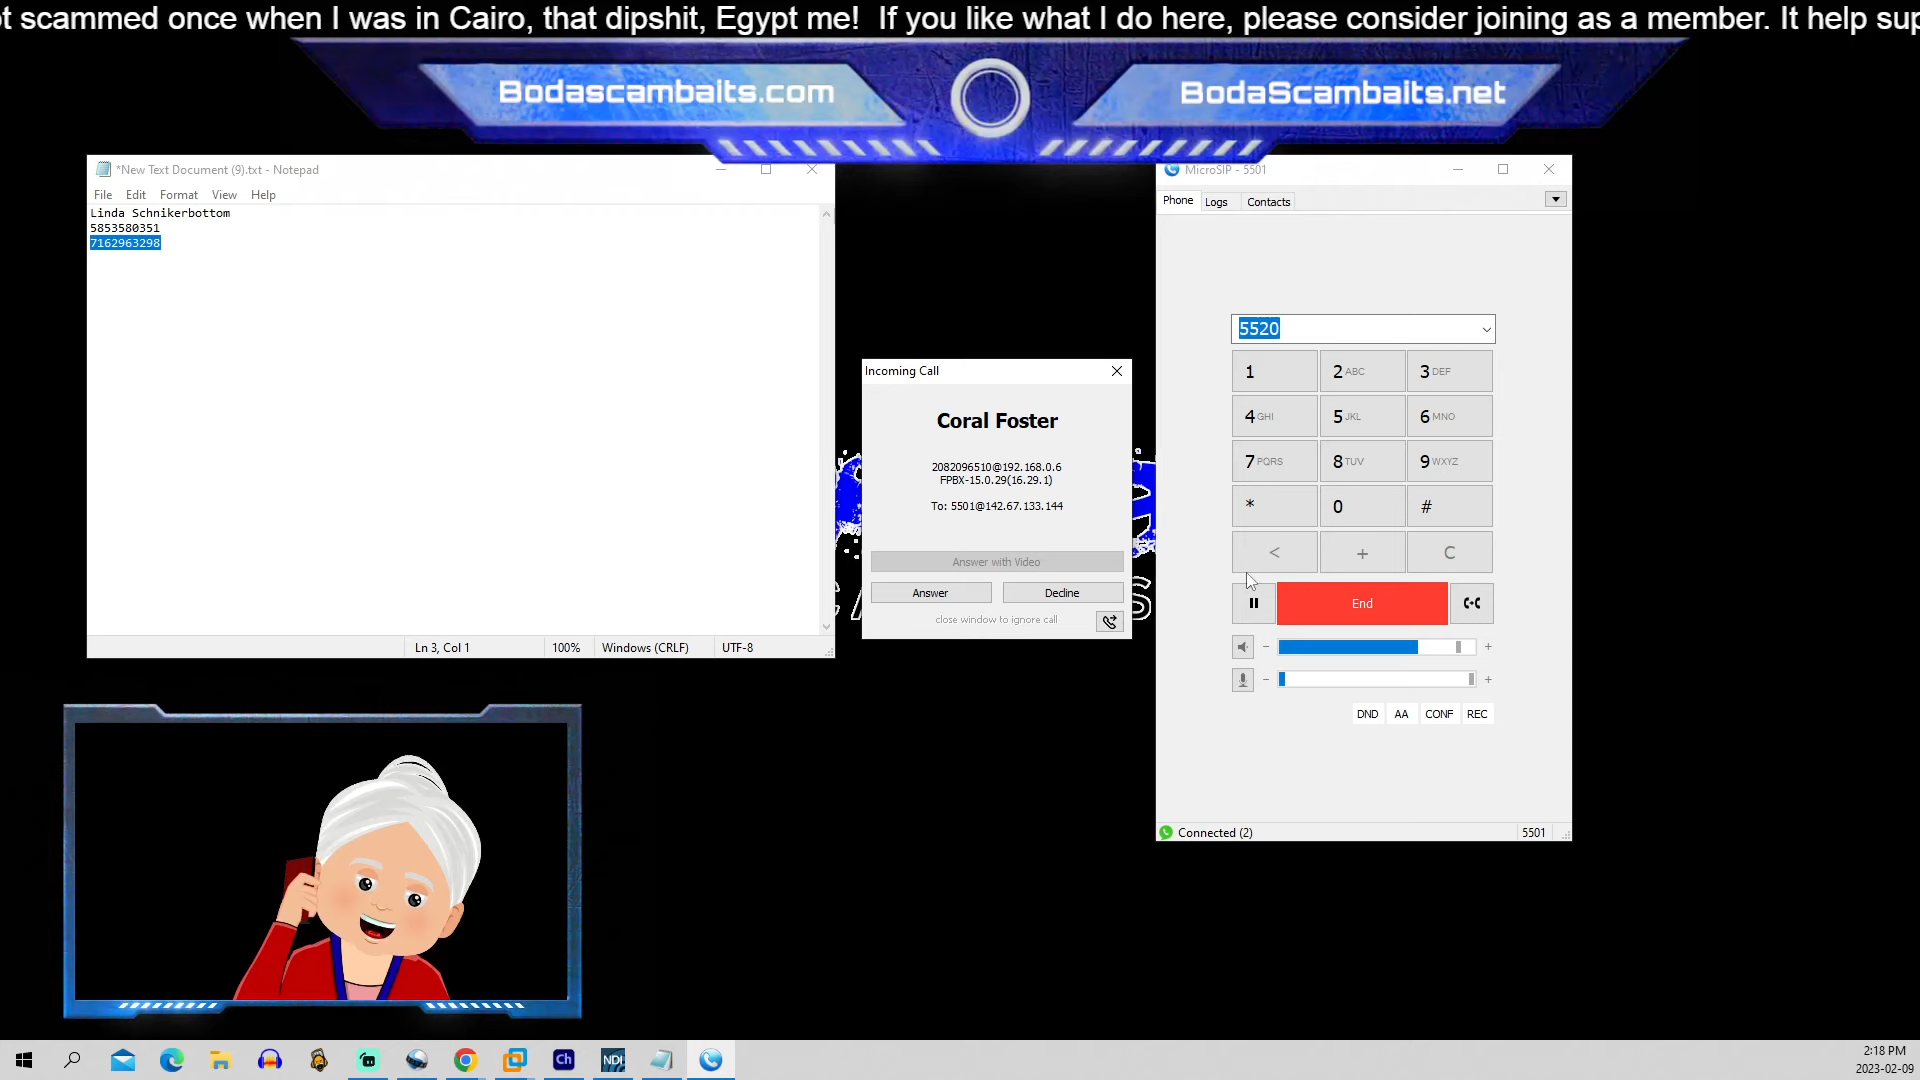 ot scammed once when I was in Cairo, that dipshit, Egypt me!  If you like what I do here, please consider joining as a member. It help sup
Bodascambaits.com
BodaScambaits.net
*New Text Document (9).txt - Notepad
File Edit Format View Help
Linda Schnikerbottom
5853580351
7162963298
Ln 3, Col 1
100%
Windows (CRLF)
UTF-8
Incoming Call
Coral Foster
2082096510@192.168.0.6
FPBX-15.0.29(16.29.1)
To: 5501@142.67.133.144
Answer with Video
Answer
Decline
close window to ignore call
MicroSIP - 5501
Phone Logs Contacts
5520
1 2 ABC 3 DEF
4 GHI 5 JKL 6 MNO
7 PQRS 8 TUV 9 WXYZ
* 0 #
< + C
End
- +
- +
DND AA CONF REC
Connected (2)
5501
S
Ch
NDI
2:18 PM
2023-02-09